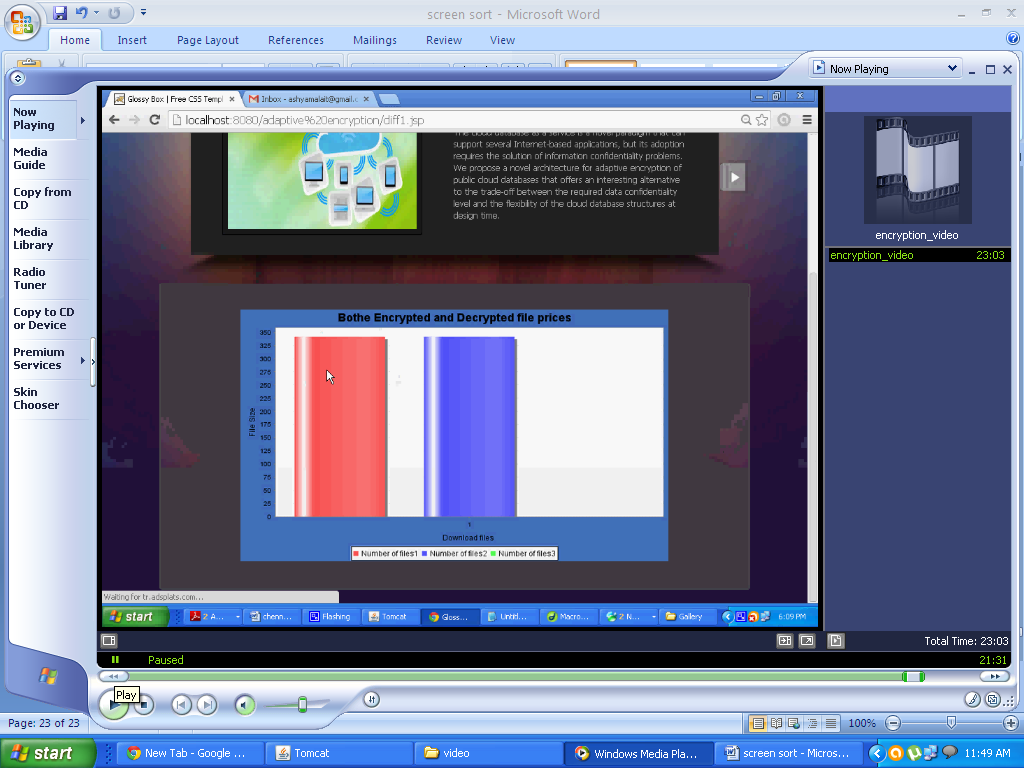 screen sort - Microsoft Word
Home Insert Page Layout References Mailings Review View
Now Playing
Now Playing
Media Guide
Copy from CD
Media Library
Radio Tuner
Copy to CD or Device
Premium Services
Skin Chooser
Glossy Box | Free CSS Templ
Inbox - ashyamalait@gmail.c
localhost:8080/adaptive%20encryption/diff1.jsp
The cloud database as a service is a novel paradigm that can
support several Internet-based applications, but its adoption
requires the solution of information confidentiality problems.
We propose a novel architecture for adaptive encryption of
public cloud databases that offers an interesting alternative
to the trade-off between the required data confidentiality
level and the flexibility of the cloud database structures at
design time.
Bothe Encrypted and Decrypted file prices
350
325
300
275
250
225
200
175
150
125
100
75
50
25
0
File Size
1
Download files
Number of files1 Number of files2 Number of files3
Waiting for tr.adsplats.com...
start 2 A... chenn... Flashing Tomcat Gloss... Untitl... Macro... 2 N... Gallery 6:09 PM
encryption_video
encryption_video 23:03
Total Time: 23:03
Paused 21:31
Play
Page: 23 of 23 100%
start New Tab - Google ... Tomcat video Windows Media Pla... screen sort - Micros... 11:49 AM